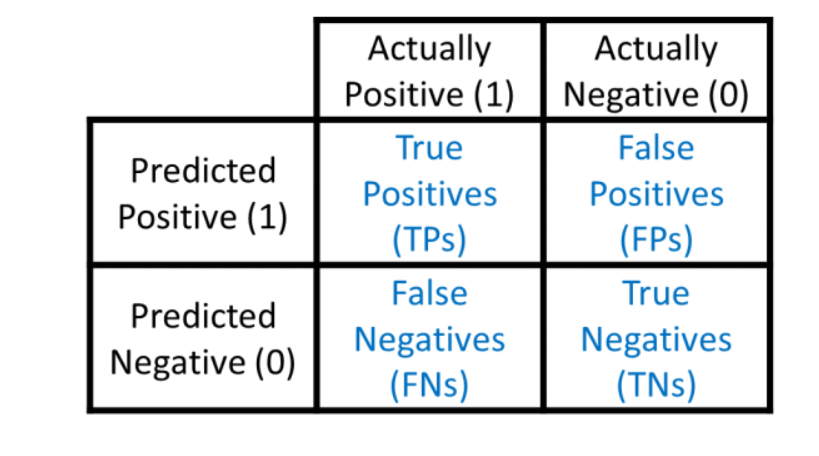 Actually
Positive (1)
Actually
Negative (0)
Predicted
Positive (1)
True
Positives
(TPs)
False
Positives
(FPs)
Predicted
Negative (0)
False
Negatives
(FNs)
True
Negatives
(TNs)